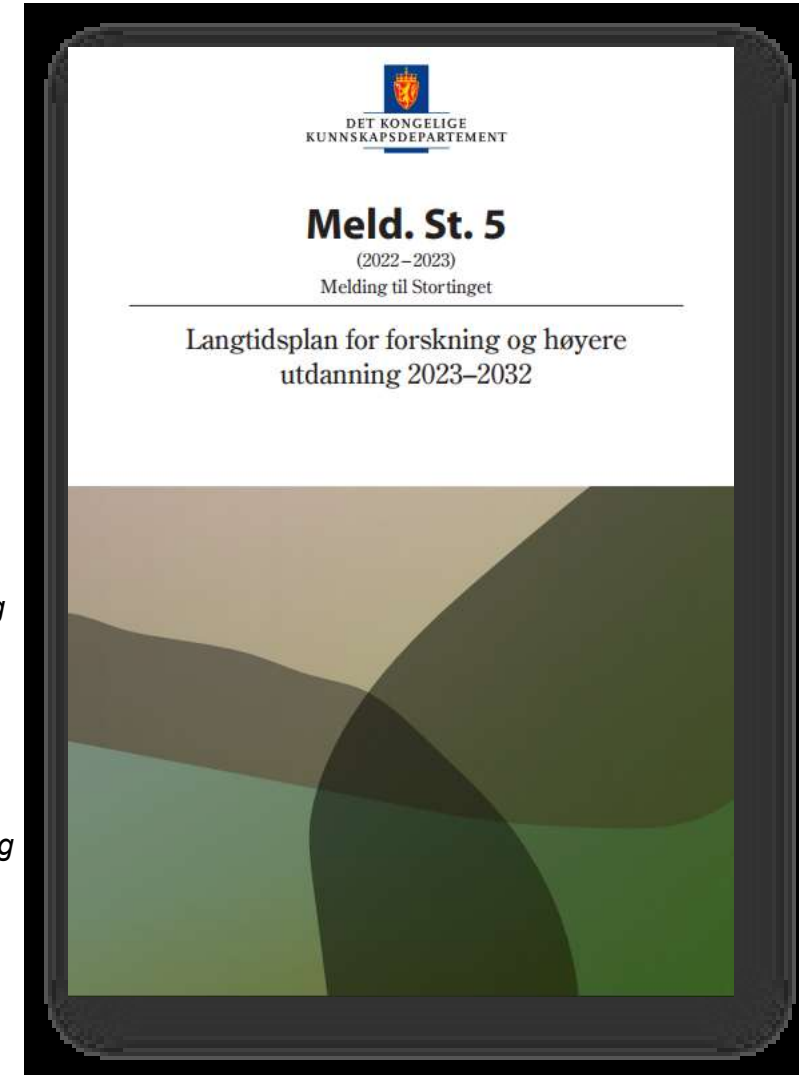 DET KONGELIGE
KUNNSKAPSDEPARTEMENT
Meld. St. 5
(2022–2023)
Melding til Stortinget
Langtidsplan for forskning og høyere
utdanning 2023–2032
g
g